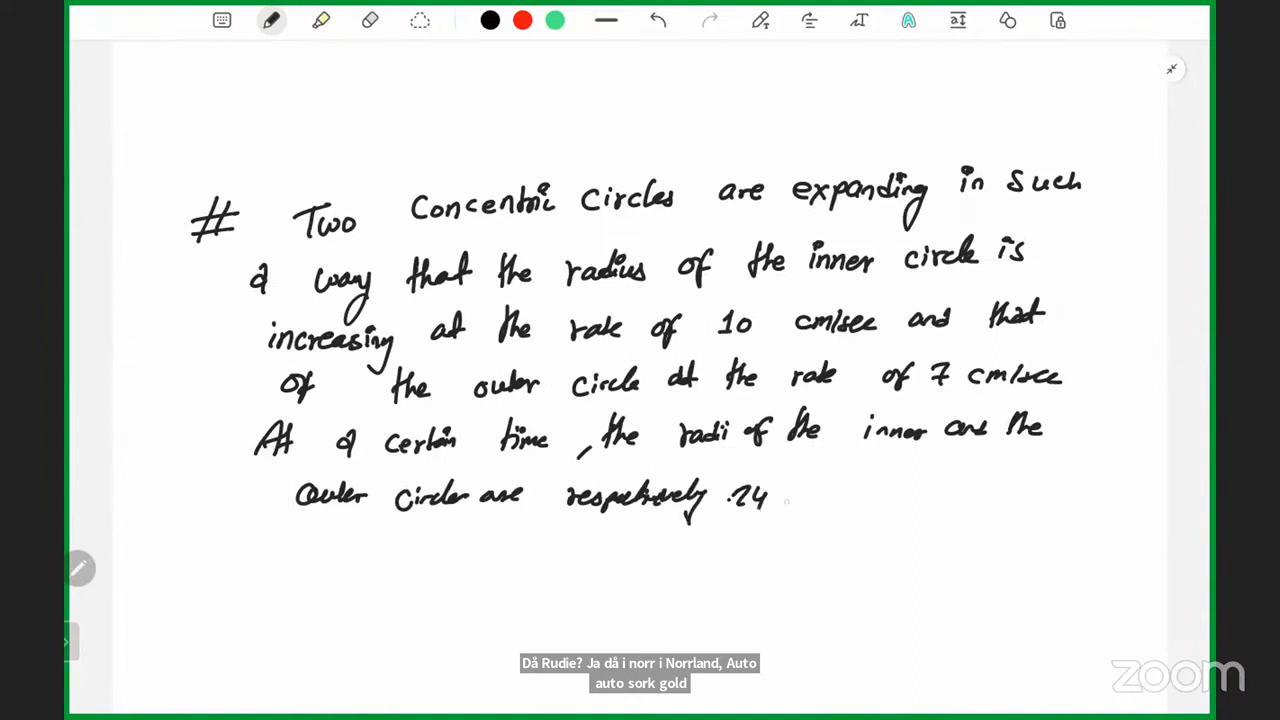 # Two Concentric Circles are expanding in such
a way that the radius of the inner circle is
increasing at the rate of 10 cm/sec and that
of the outer circle at the rate of 7 cm/sec
At a certin time, the radii of the inner and the
Outer Circler are respectively 24
Då Rudie? Ja då i norr i Norrland, Auto
auto sork gold
zoom